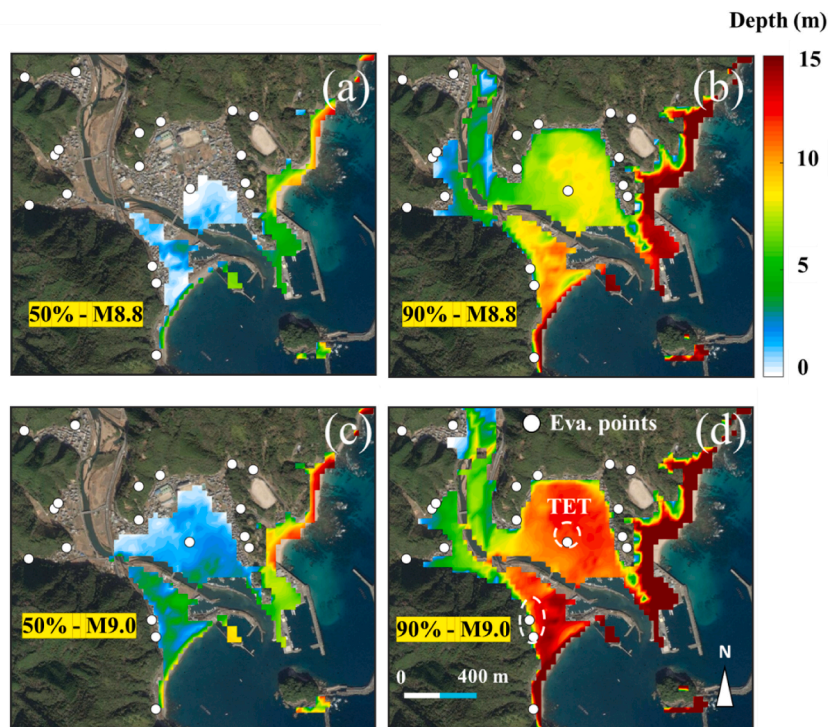 Depth (m)
(a)
(b)
15
10
5
0
50% - M8.8
90% - M8.8
(c)
Eva. points
(d)
TET
50% - M9.0
90% - M9.0
N
0 400 m